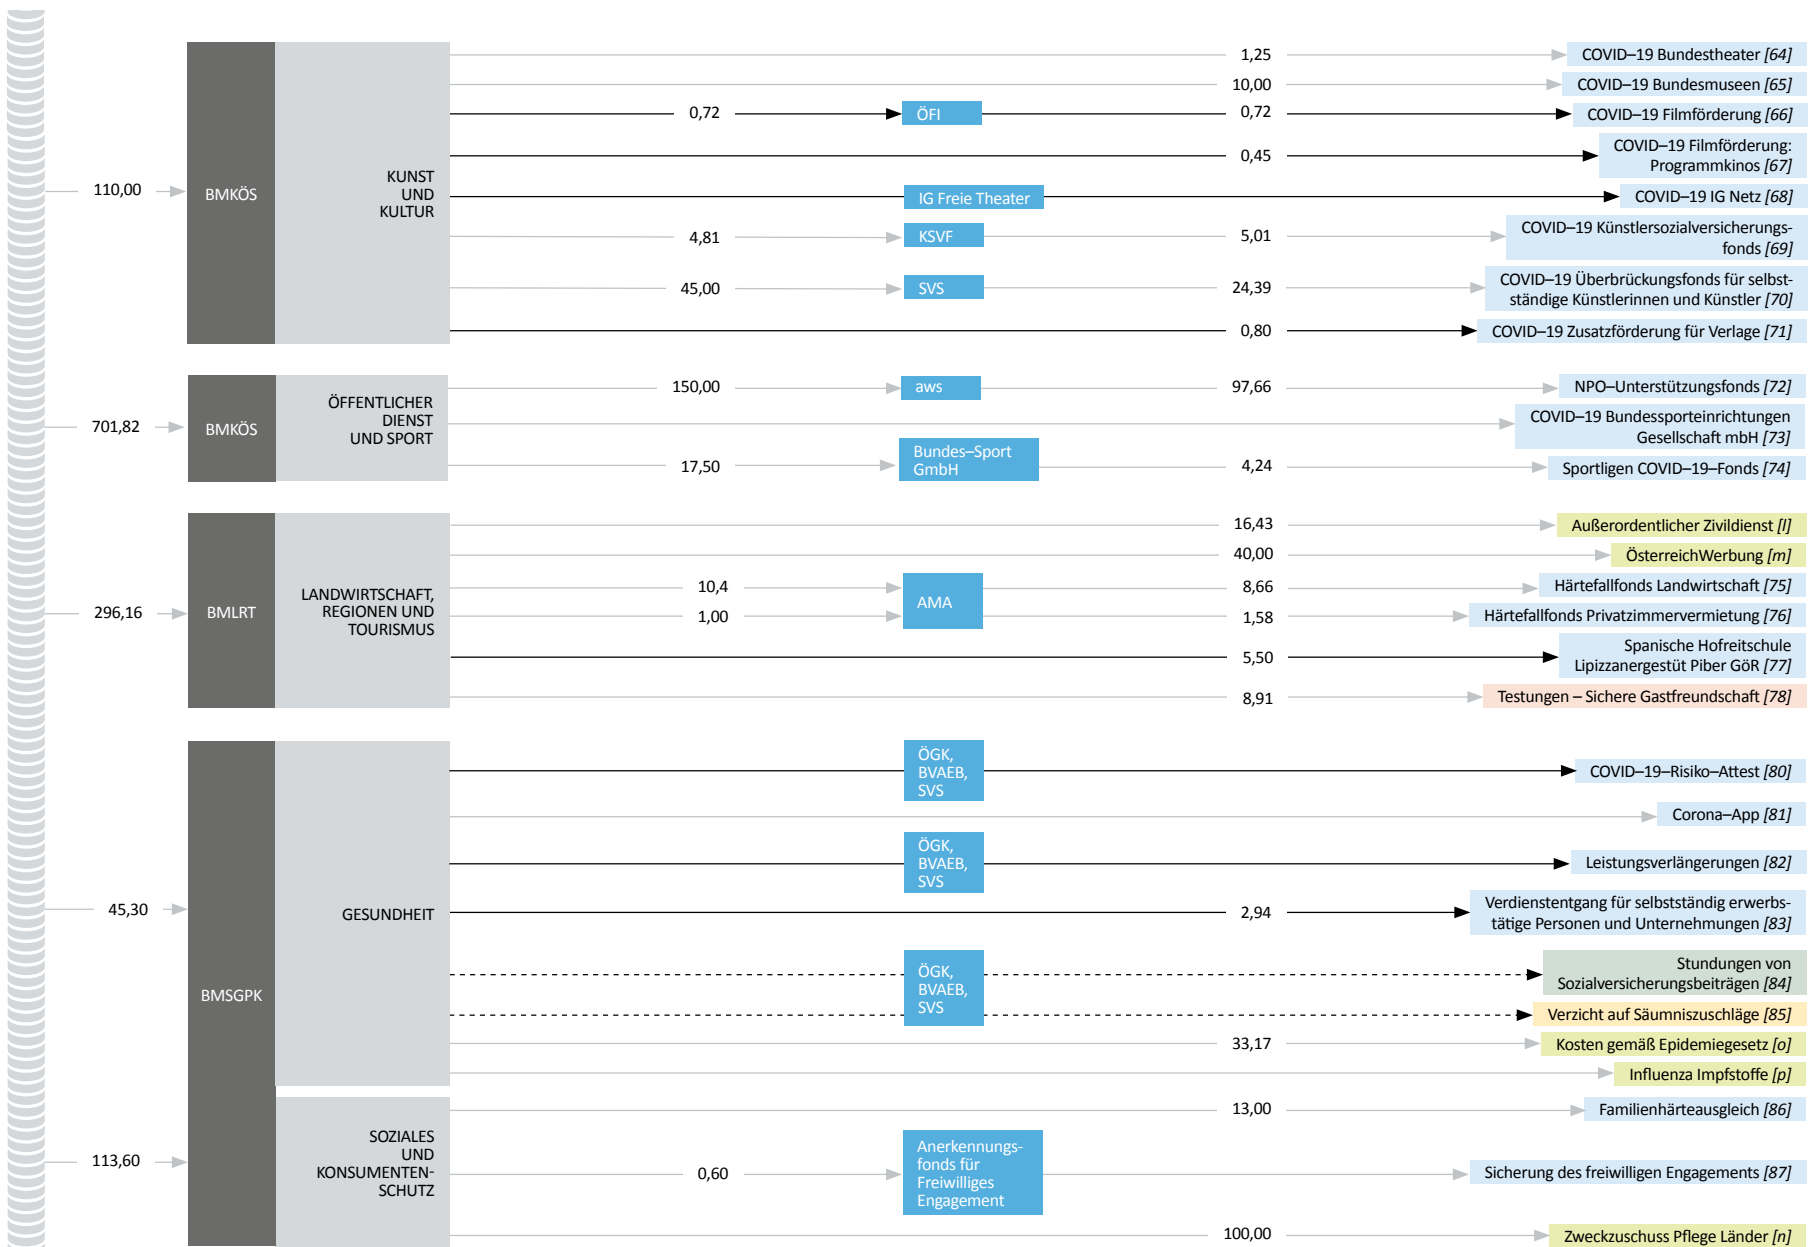 110,00
BMKÖS
KUNST
UND
KULTUR
1,25
COVID–19 Bundestheater [64]
10,00
COVID–19 Bundesmuseen [65]
0,72
ÖFI
0,72
COVID–19 Filmförderung [66]
0,45
COVID–19 Filmförderung:
Programmkinos [67]
IG Freie Theater
COVID–19 IG Netz [68]
4,81
KSVF
5,01
COVID–19 Künstlersozialversicherungs-
fonds [69]
45,00
SVS
24,39
COVID–19 Überbrückungsfonds für selbst-
ständige Künstlerinnen und Künstler [70]
0,80
COVID–19 Zusatzförderung für Verlage [71]
701,82
BMKÖS
ÖFFENTLICHER
DIENST
UND SPORT
150,00
aws
97,66
NPO–Unterstützungsfonds [72]
COVID–19 Bundessporteinrichtungen
Gesellschaft mbH [73]
17,50
Bundes–Sport
GmbH
4,24
Sportligen COVID–19–Fonds [74]
296,16
BMLRT
LANDWIRTSCHAFT,
REGIONEN UND
TOURISMUS
16,43
Außerordentlicher Zivildienst [l]
40,00
ÖsterreichWerbung [m]
10,4
AMA
8,66
Härtefallfonds Landwirtschaft [75]
1,00
1,58
Härtefallfonds Privatzimmervermietung [76]
5,50
Spanische Hofreitschule
Lipizzanergestüt Piber GöR [77]
8,91
Testungen – Sichere Gastfreundschaft [78]
45,30
BMSGPK
GESUNDHEIT
ÖGK,
BVAEB,
SVS
COVID–19–Risiko–Attest [80]
Corona–App [81]
ÖGK,
BVAEB,
SVS
Leistungsverlängerungen [82]
2,94
Verdienstentgang für selbstständig erwerbs-
tätige Personen und Unternehmungen [83]
ÖGK,
BVAEB,
SVS
Stundungen von
Sozialversicherungsbeiträgen [84]
Verzicht auf Säumniszuschläge [85]
33,17
Kosten gemäß Epidemiegesetz [o]
Influenza Impfstoffe [p]
113,60
SOZIALES
UND
KONSUMENTEN-
SCHUTZ
13,00
Familienhärteausgleich [86]
0,60
Anerkennungs-
fonds für
Freiwilliges
Engagement
Sicherung des freiwilligen Engagements [87]
100,00
Zweckzuschuss Pflege Länder [n]